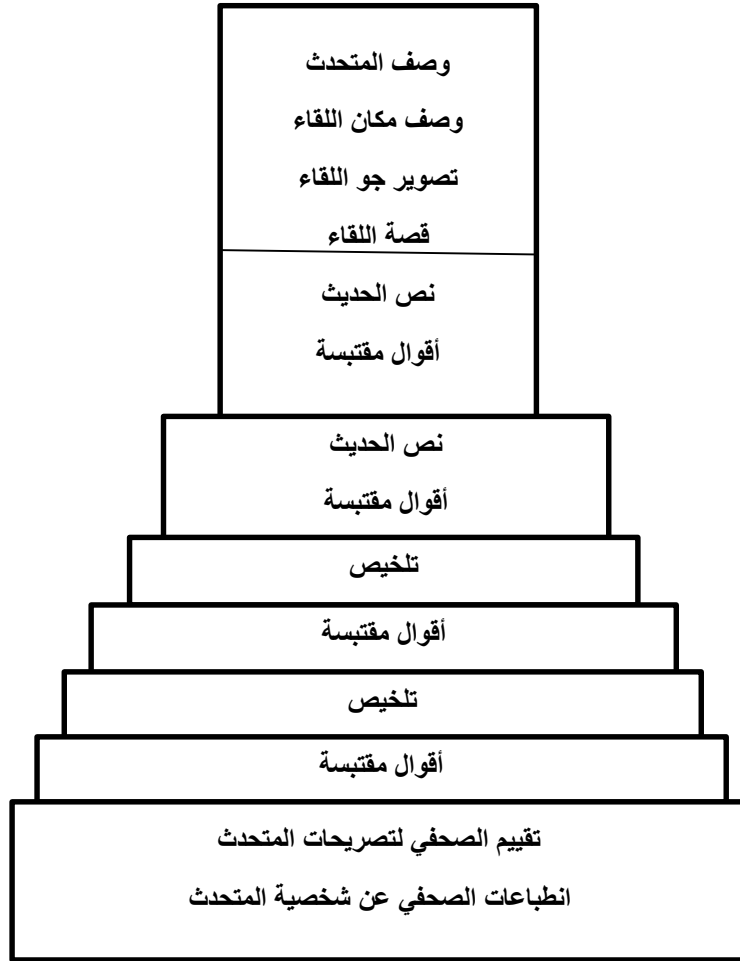 وصف المتحدث
وصف مكان اللقاء
تصوير جو اللقاء
قصة اللقاء
نص الحديث
أقوال مقتبسة
نص الحديث
أقوال مقتبسة
تلخيص
أقوال مقتبسة
تلخيص
أقوال مقتبسة
تقييم الصحفي لتصريحات المتحدث
انطباعات الصحفي عن شخصية المتحدث